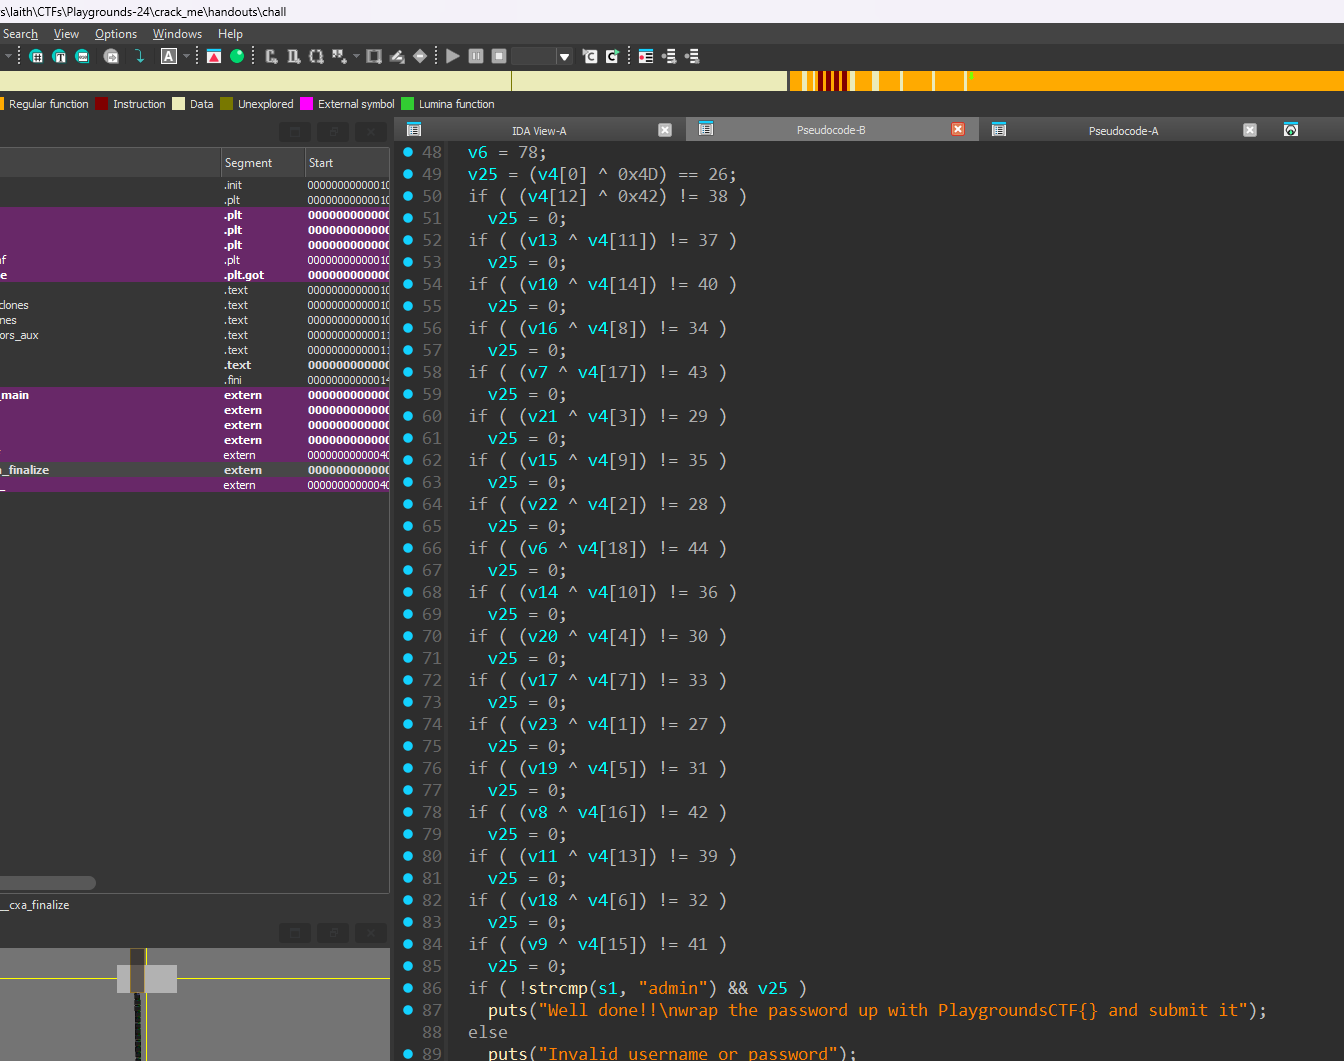 s\laith\CTFs\Playgrounds-24\crack_me\handouts\chall
Search View Options Windows Help
Regular function Instruction Data Unexplored External symbol Lumina function
IDA View-A Pseudocode-B Pseudocode-A
Segment Start
.init 00000000000010
.plt 00000000000010
.plt 000000000000
.plt 000000000000
.plt 000000000000
af .plt 00000000000010
e .plt.got 000000000000
.text 00000000000010
clones .text 00000000000010
nes .text 00000000000010
ors_aux .text 00000000000011
.text 00000000000011
.text 000000000000
.fini 00000000000014
_main extern 000000000000
extern 000000000000
extern 000000000000
extern 000000000000
extern 00000000000040
_finalize extern 000000000000
_ extern 00000000000040
__cxa_finalize
48 v6 = 78;
49 v25 = (v4[0] ^ 0x4D) == 26;
50 if ( (v4[12] ^ 0x42) != 38 )
51 v25 = 0;
52 if ( (v13 ^ v4[11]) != 37 )
53 v25 = 0;
54 if ( (v10 ^ v4[14]) != 40 )
55 v25 = 0;
56 if ( (v16 ^ v4[8]) != 34 )
57 v25 = 0;
58 if ( (v7 ^ v4[17]) != 43 )
59 v25 = 0;
60 if ( (v21 ^ v4[3]) != 29 )
61 v25 = 0;
62 if ( (v15 ^ v4[9]) != 35 )
63 v25 = 0;
64 if ( (v22 ^ v4[2]) != 28 )
65 v25 = 0;
66 if ( (v6 ^ v4[18]) != 44 )
67 v25 = 0;
68 if ( (v14 ^ v4[10]) != 36 )
69 v25 = 0;
70 if ( (v20 ^ v4[4]) != 30 )
71 v25 = 0;
72 if ( (v17 ^ v4[7]) != 33 )
73 v25 = 0;
74 if ( (v23 ^ v4[1]) != 27 )
75 v25 = 0;
76 if ( (v19 ^ v4[5]) != 31 )
77 v25 = 0;
78 if ( (v8 ^ v4[16]) != 42 )
79 v25 = 0;
80 if ( (v11 ^ v4[13]) != 39 )
81 v25 = 0;
82 if ( (v18 ^ v4[6]) != 32 )
83 v25 = 0;
84 if ( (v9 ^ v4[15]) != 41 )
85 v25 = 0;
86 if ( !strcmp(s1, "admin") && v25 )
87 puts("Well done!!\nwrap the password up with PlaygroundsCTF{} and submit it");
88 else
89 puts("Invalid username or password");